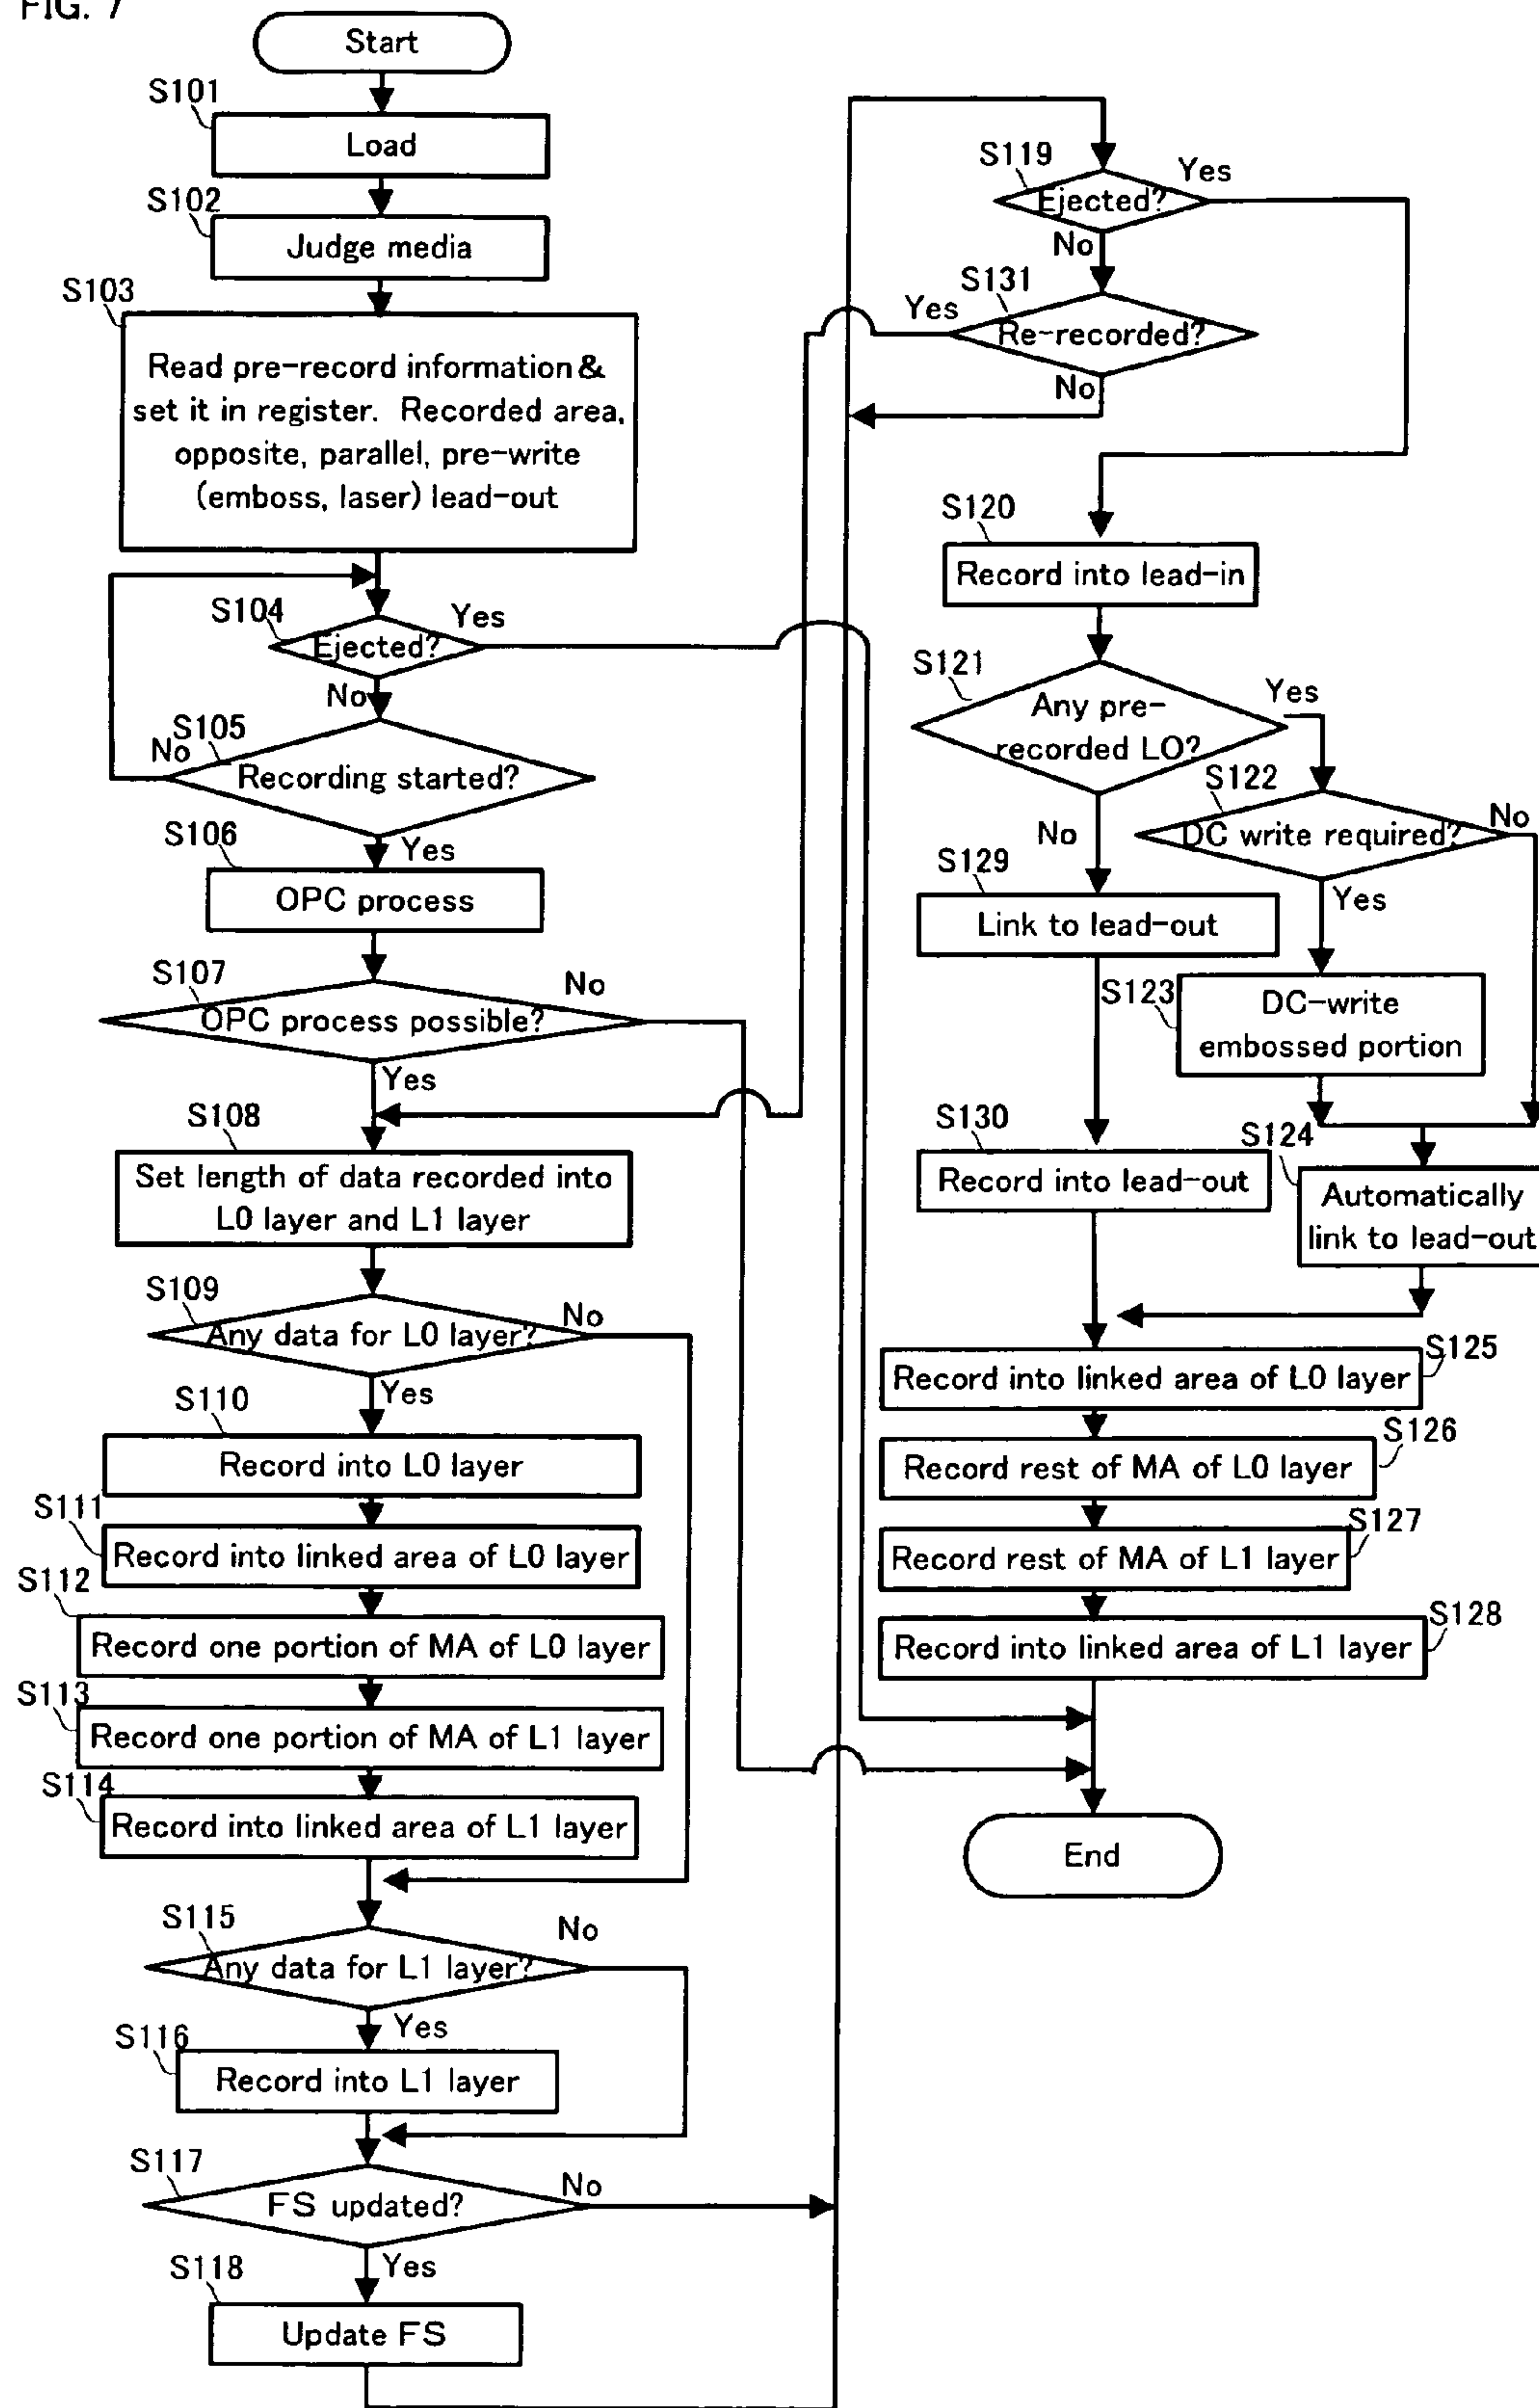 FIG. 7
Start
S101
Load
S102
Judge media
S103
Read pre-record information &
set it in register. Recorded area,
opposite, parallel, pre-write
(emboss, laser) lead-out
S104
Ejected?
Yes
No
S105
No
Recording started?
S106
Yes
OPC process
S107
No
OPC process possible?
Yes
S108
Set length of data recorded into
L0 layer and L1 layer
S109
No
Any data for L0 layer?
Yes
S110
Record into L0 layer
S111
Record into linked area of L0 layer
S112
Record one portion of MA of L0 layer
S113
Record one portion of MA of L1 layer
S114
Record into linked area of L1 layer
S115
No
Any data for L1 layer?
Yes
S116
Record into L1 layer
S117
No
FS updated?
Yes
S118
Update FS
S119
Yes
Ejected?
No
S131
Yes
Re-recorded?
No
S120
Record into lead-in
S121
Yes
Any pre-
recorded LO?
No
S122
No
DC write required?
Yes
S129
Link to lead-out
S123
DC-write
embossed portion
S130
Record into lead-out
S124
Automatically
link to lead-out
S125
Record into linked area of L0 layer
S126
Record rest of MA of L0 layer
S127
Record rest of MA of L1 layer
S128
Record into linked area of L1 layer
End